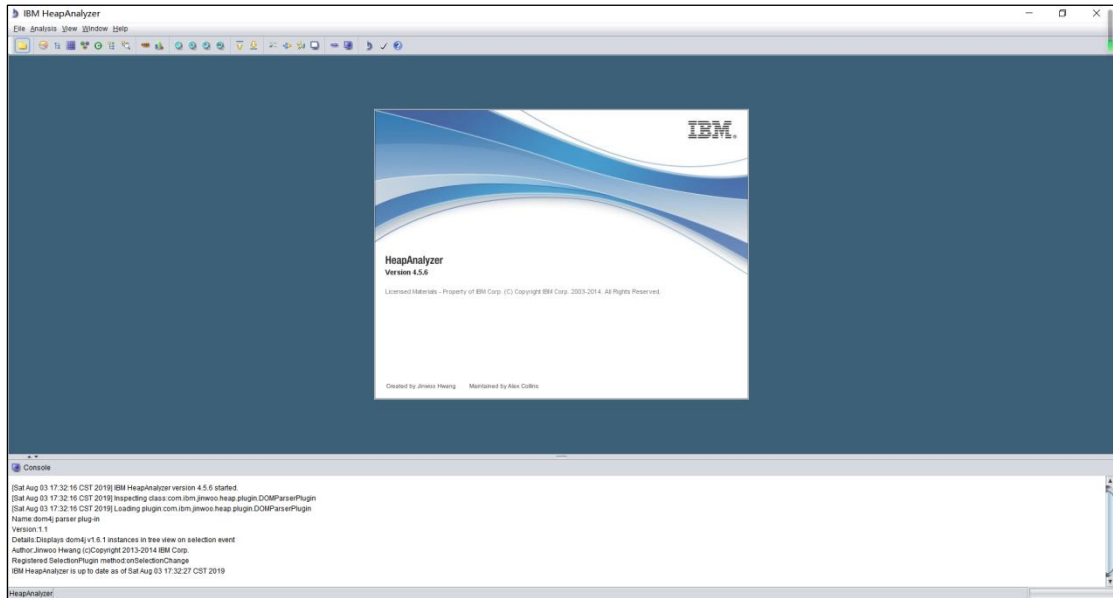 IBM HeapAnalyzer
File Analysis View Window Help
IBM.
HeapAnalyzer
Version 4.5.6
Licensed Materials - Property of IBM Corp. (C) Copyright IBM Corp. 2003-2014. All Rights Reserved.
Created by Jinwoo Hwang Maintained by Alex Collins
Console
[Sat Aug 03 17:32:16 CST 2019] IBM HeapAnalyzer version 4.5.6 started.
[Sat Aug 03 17:32:16 CST 2019] Inspecting class:com.ibm.jinwoo.heap.plugin.DOMParserPlugin
[Sat Aug 03 17:32:16 CST 2019] Loading plugin:com.ibm.jinwoo.heap.plugin.DOMParserPlugin
Name:dom4j parser plug-in
Version:1.1
Details:Displays dom4j v1.6.1 instances in tree view on selection event
Author:Jinwoo Hwang (c)Copyright 2013-2014 IBM Corp.
Registered SelectionPlugin method:onSelectionChange
IBM HeapAnalyzer is up to date as of Sat Aug 03 17:32:27 CST 2019
HeapAnalyzer